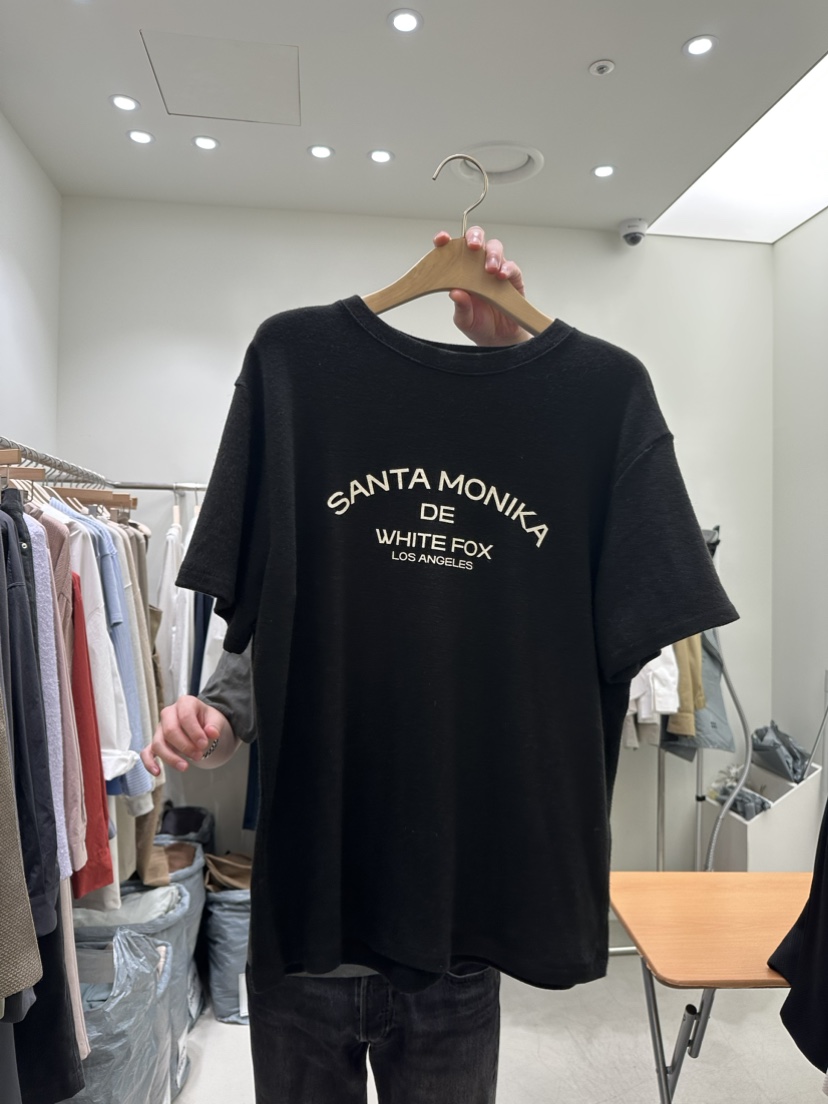 SANTA MONIKA
DE
WHITE FOX
LOS ANGELES